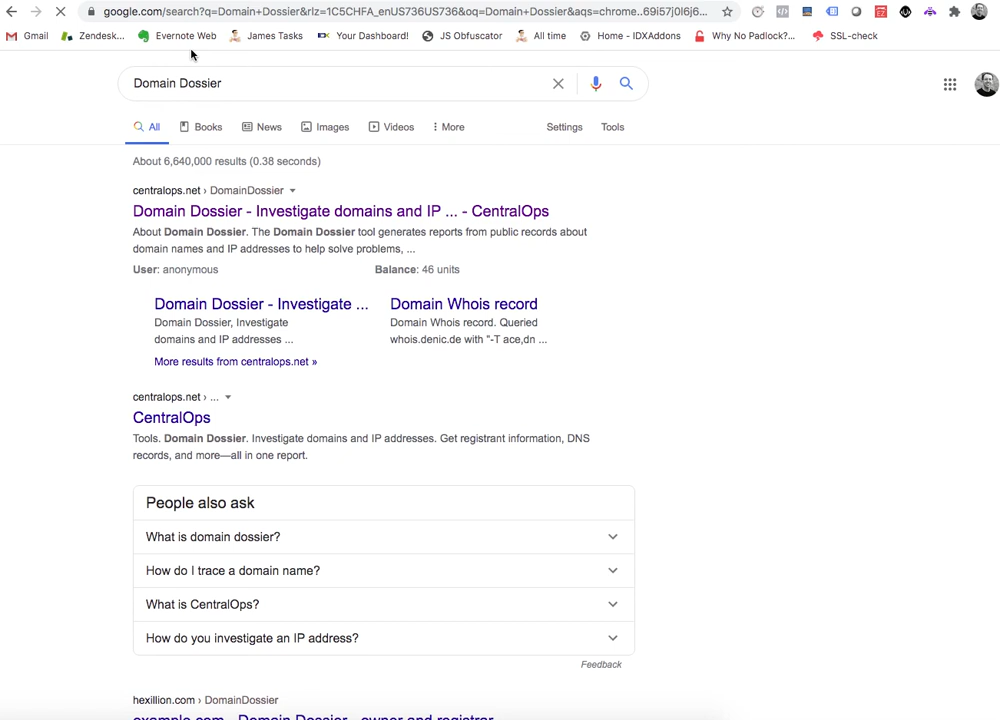 google.com/search?q=Domain+Dossier&rlz=1C5CHFA_enUS736US736&oq=Domain+Dossier&aqs=chrome..69i57j0l6j6...
Gmail Zendesk... Evernote Web James Tasks Your Dashboard! JS Obfuscator All time Home - IDXAddons Why No Padlock?... SSL-check
Domain Dossier
All Books News Images Videos More Settings Tools
About 6,640,000 results (0.38 seconds)
centralops.net › DomainDossier
Domain Dossier - Investigate domains and IP ... - CentralOps
About Domain Dossier. The Domain Dossier tool generates reports from public records about
domain names and IP addresses to help solve problems, ...
User: anonymous Balance: 46 units
Domain Dossier - Investigate ... Domain Whois record
Domain Dossier, Investigate Domain Whois record. Queried
domains and IP addresses ... whois.denic.de with "-T ace,dn ...
More results from centralops.net »
centralops.net › ...
CentralOps
Tools. Domain Dossier. Investigate domains and IP addresses. Get registrant information, DNS
records, and more—all in one report.
People also ask
What is domain dossier?
How do I trace a domain name?
What is CentralOps?
How do you investigate an IP address?
Feedback
hexillion.com › DomainDossier
example.com - Domain Dossier - owner and registrar